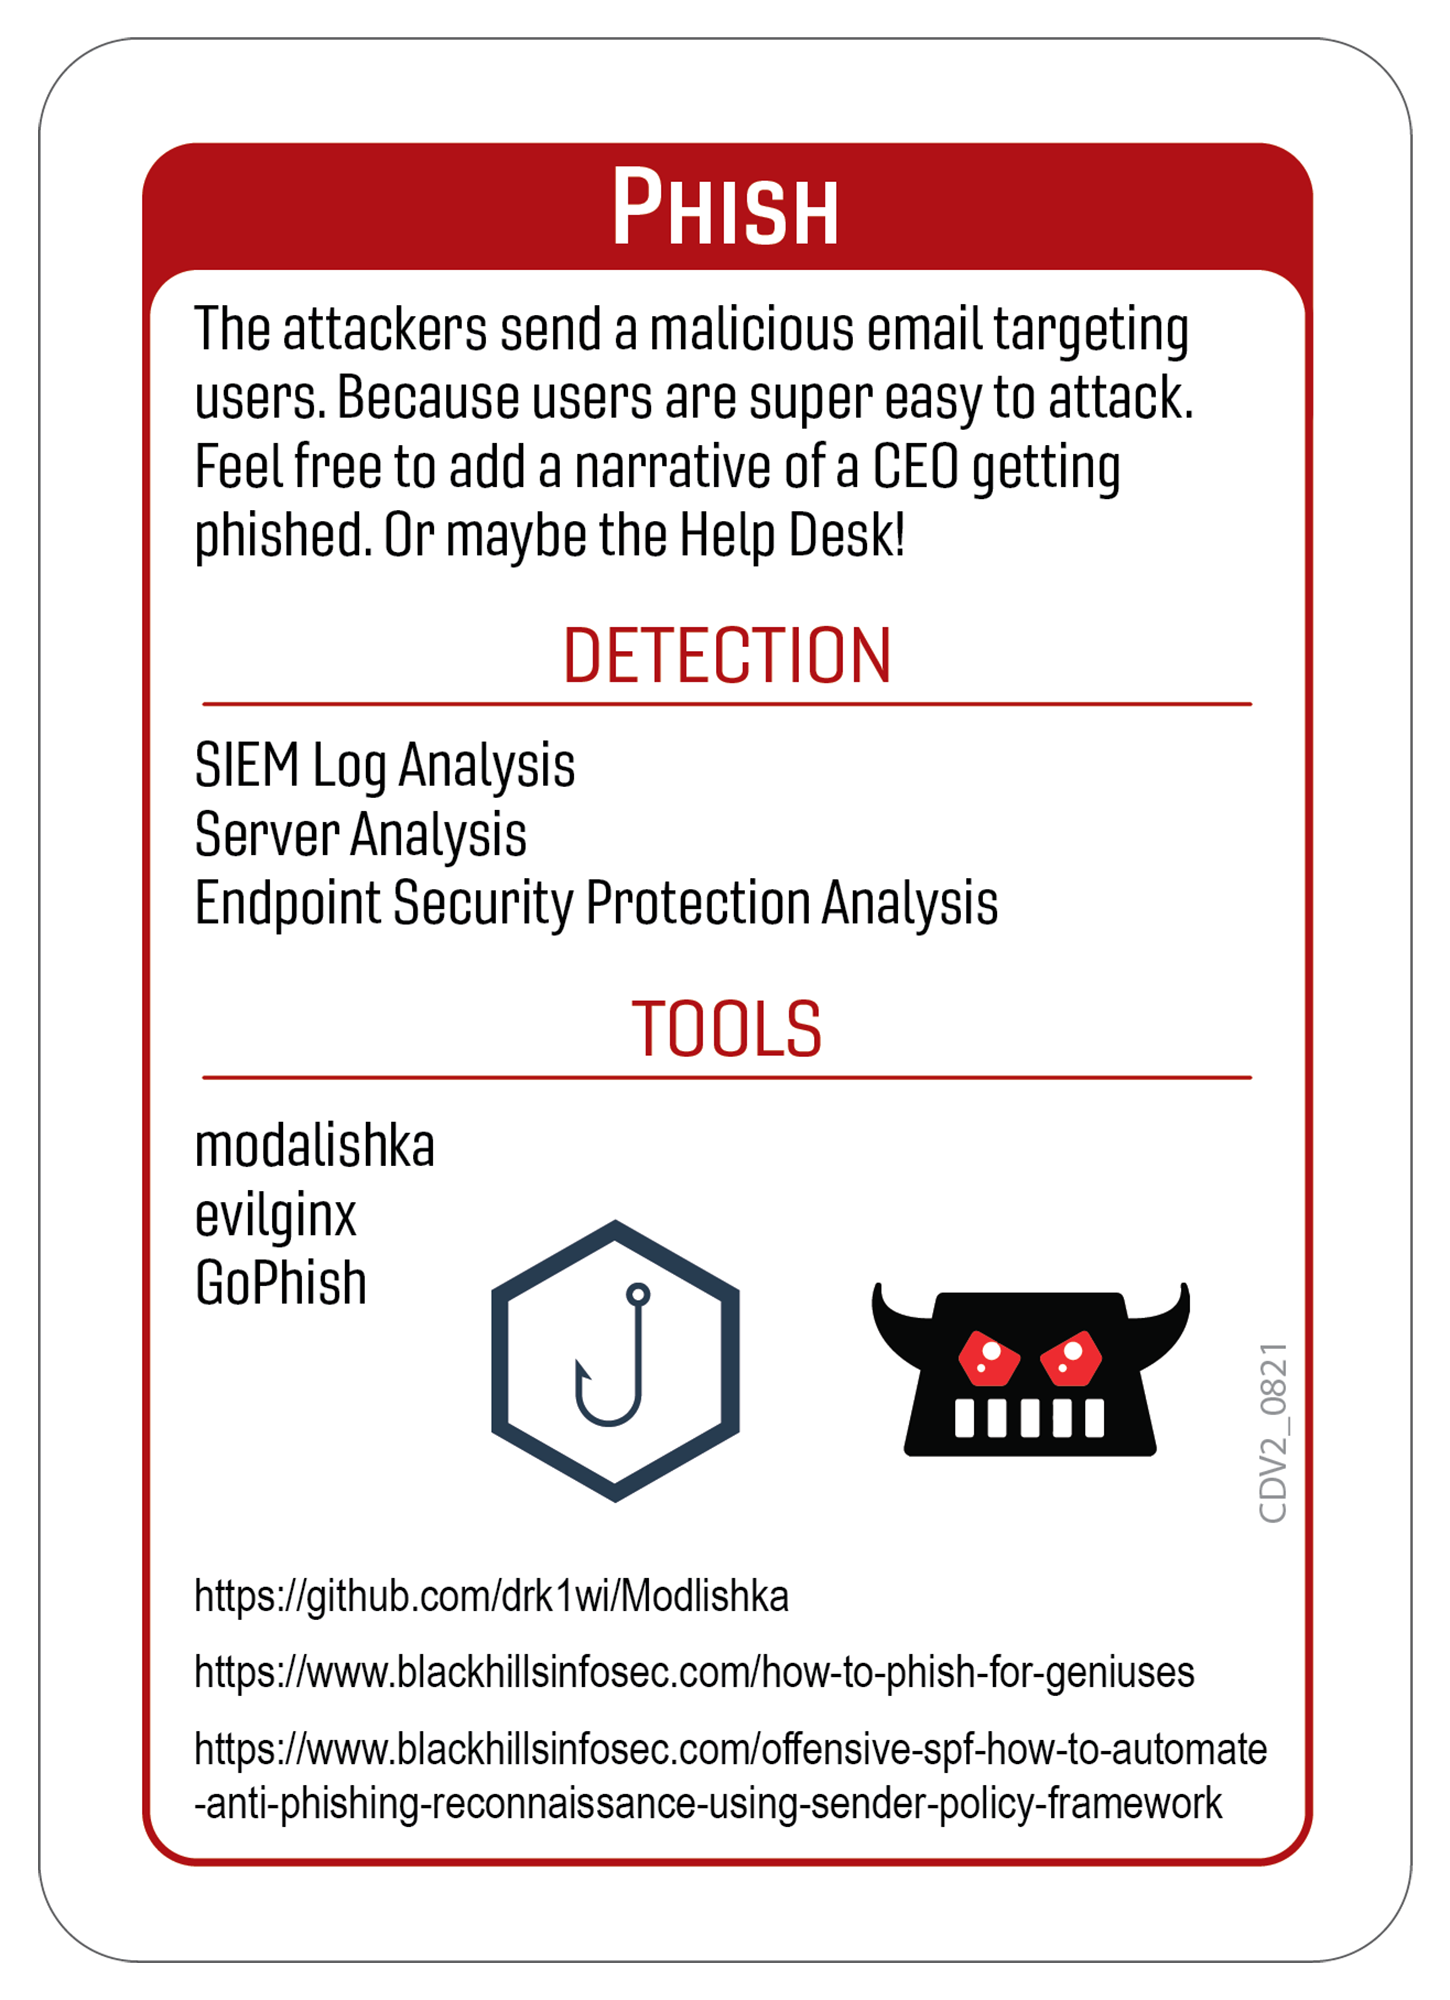 PHISH
The attackers send a malicious email targeting
users. Because users are super easy to attack.
Feel free to add a narrative of a CEO getting
phished. Or maybe the Help Desk!
DETECTION
SIEM Log Analysis
Server Analysis
Endpoint Security Protection Analysis
TOOLS
modalishka
evilginx
GoPhish
CDV2_0821
https://github.com/drk1wi/Modlishka
https://www.blackhillsinfosec.com/how-to-phish-for-geniuses
https://www.blackhillsinfosec.com/offensive-spf-how-to-automate
-anti-phishing-reconnaissance-using-sender-policy-framework